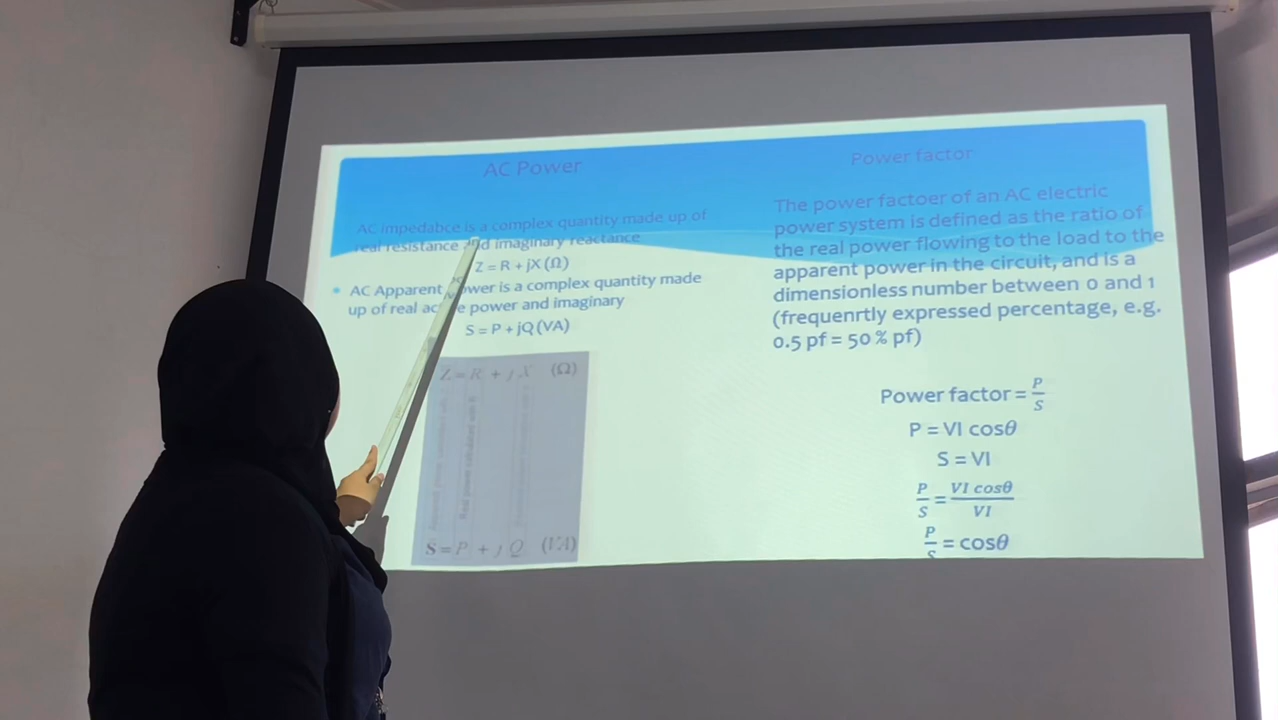 AC Power
AC impedabce is a complex quantity made up of
real resistance and imaginary reactance
Z = R + jX (Ω)
AC Apparent power is a complex quantity made
up of real active power and imaginary
S = P + jQ (VA)
Z = R + j X (Ω)
S = P + j Q (VA)
Power factor
The power factoer of an AC electric
power system is defined as the ratio of
the real power flowing to the load to the
apparent power in the circuit, and is a
dimensionless number between 0 and 1
(frequenrtly expressed percentage, e.g.
0.5 pf = 50 % pf)
Power factor = P/S
P = VI cosθ
S = VI
P/S = VI cosθ/VI
P/S = cosθ